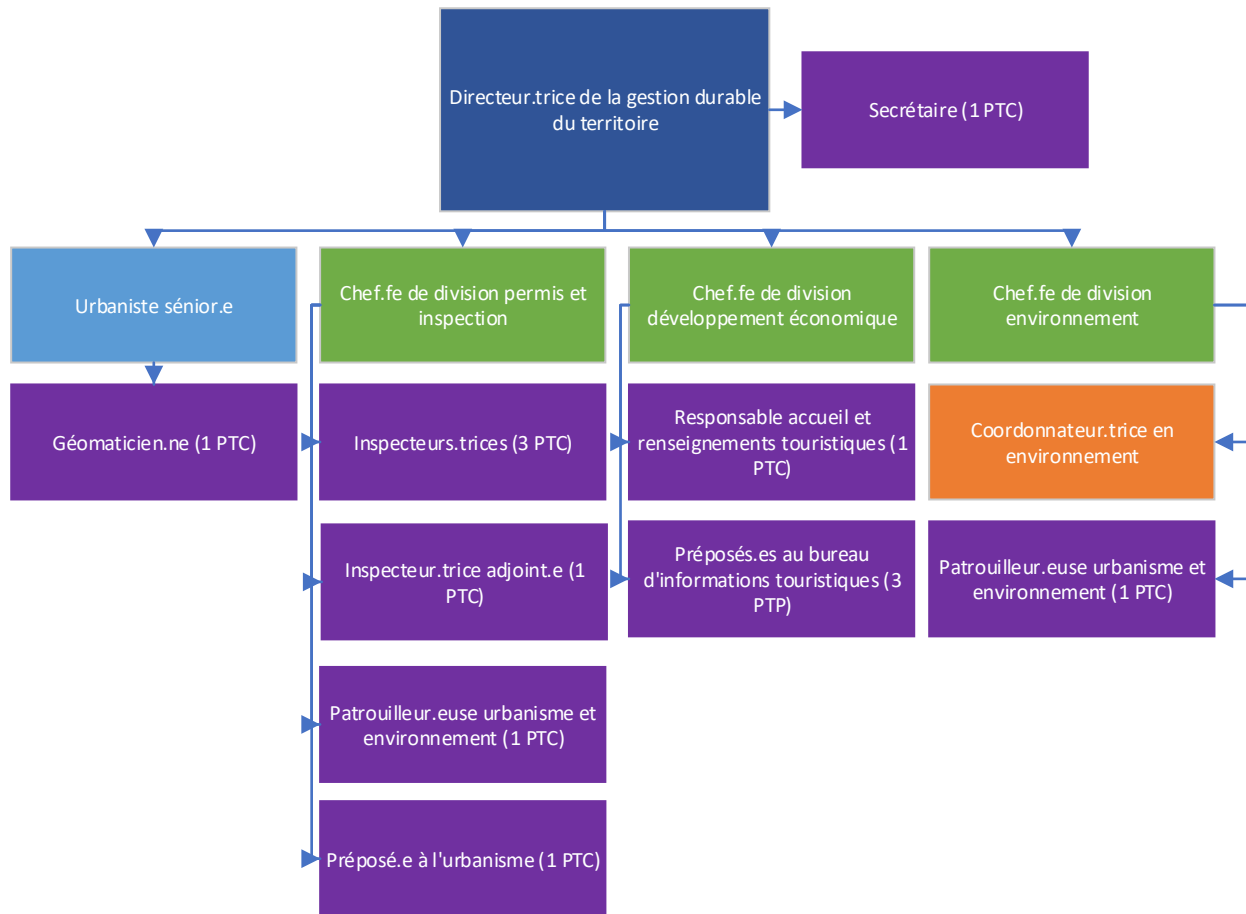 Directeur.trice de la gestion durable
du territoire
Secrétaire (1 PTC)
Urbaniste sénior.e
Chef.fe de division permis et
inspection
Chef.fe de division
développement économique
Chef.fe de division
environnement
Géomaticien.ne (1 PTC)
Inspecteurs.trices (3 PTC)
Responsable accueil et
renseignements touristiques (1
PTC)
Coordonnateur.trice en
environnement
Inspecteur.trice adjoint.e (1
PTC)
Préposés.es au bureau
d'informations touristiques (3
PTP)
Patrouilleur.euse urbanisme et
environnement (1 PTC)
Patrouilleur.euse urbanisme et
environnement (1 PTC)
Préposé.e à l'urbanisme (1 PTC)